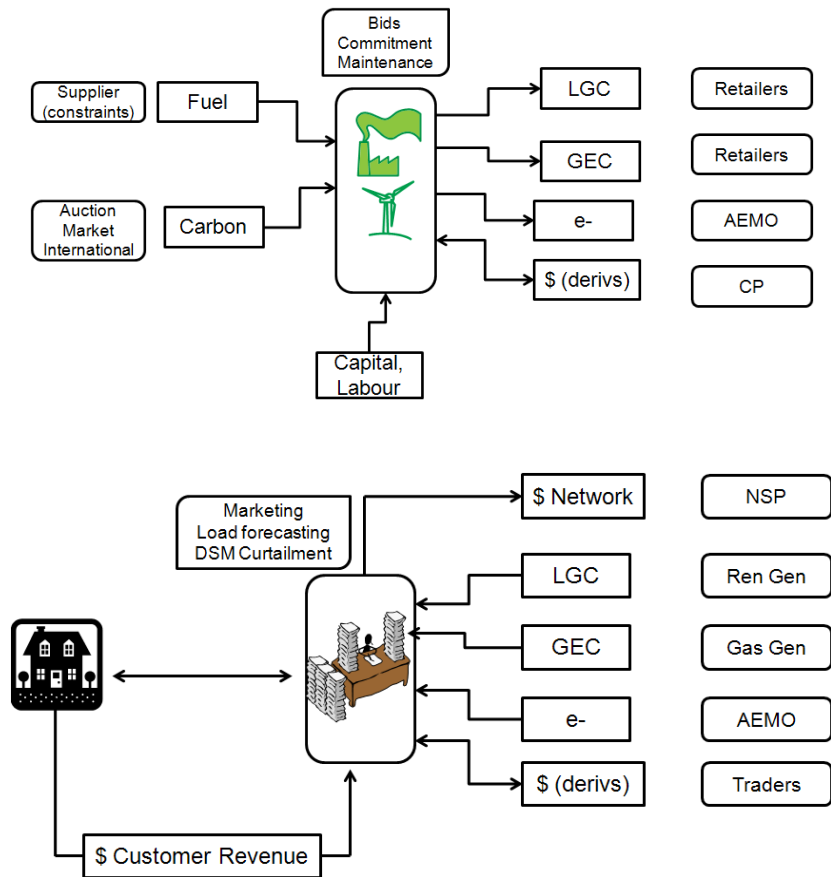 Bids
Commitment
Maintenance
Supplier
(constraints)
Fuel
LGC
Retailers
GEC
Retailers
Auction
Market
International
Carbon
e-
AEMO
$ (derivs)
CP
Capital,
Labour
Marketing
Load forecasting
DSM Curtailment
$ Network
NSP
LGC
Ren Gen
GEC
Gas Gen
e-
AEMO
$ (derivs)
Traders
$ Customer Revenue